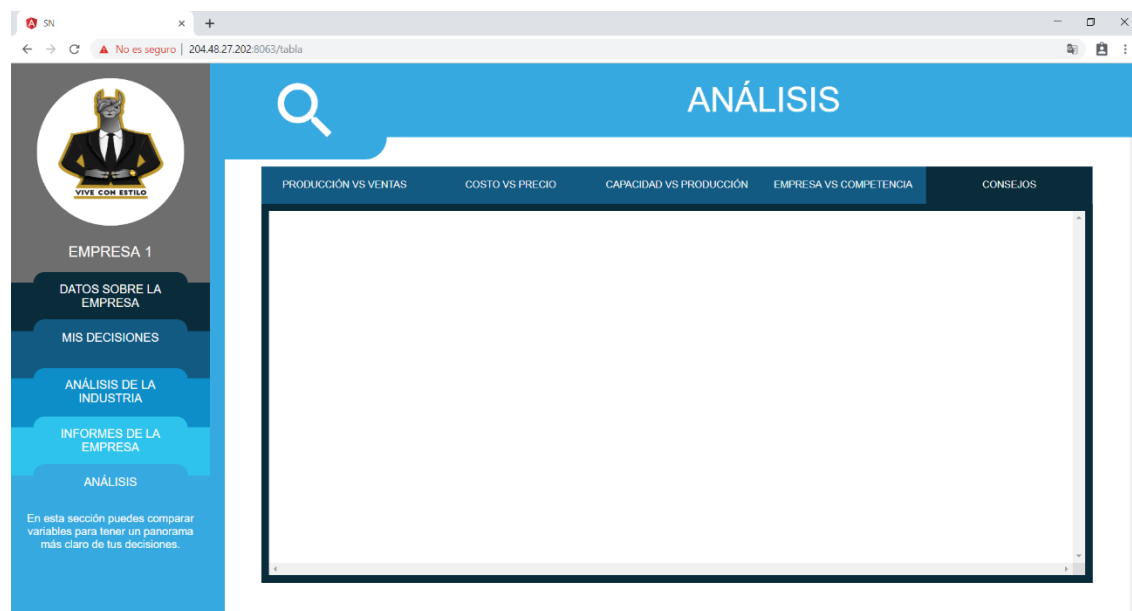 SN
No es seguro | 204.48.27.202:8063/tabla
VIVE CON ESTILO
EMPRESA 1
DATOS SOBRE LA
EMPRESA
MIS DECISIONES
ANÁLISIS DE LA
INDUSTRIA
INFORMES DE LA
EMPRESA
ANÁLISIS
En esta sección puedes comparar
variables para tener un panorama
más claro de tus decisiones.
ANÁLISIS
PRODUCCIÓN VS VENTAS
COSTO VS PRECIO
CAPACIDAD VS PRODUCCIÓN
EMPRESA VS COMPETENCIA
CONSEJOS